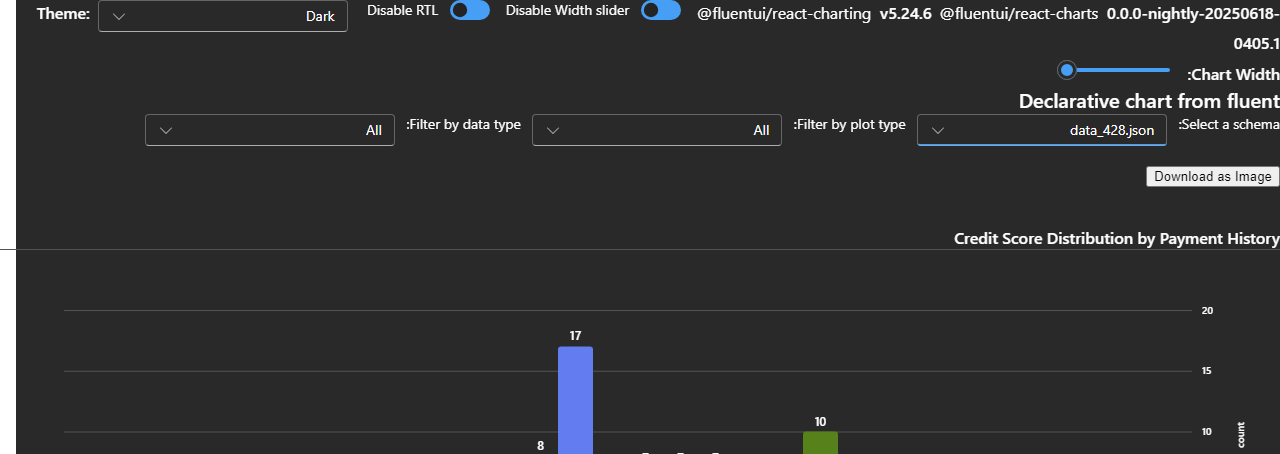 Theme:
Dark
Disable RTL
Disable Width slider
@fluentui/react-charting v5.24.6 @fluentui/react-charts 0.0.0-nightly-20250618-
0405.1
:Chart Width
Declarative chart from fluent
:Select a schema
data_428.json
:Filter by plot type
All
:Filter by data type
All
Download as Image
Credit Score Distribution by Payment History
20
17
15
10
10
8
count